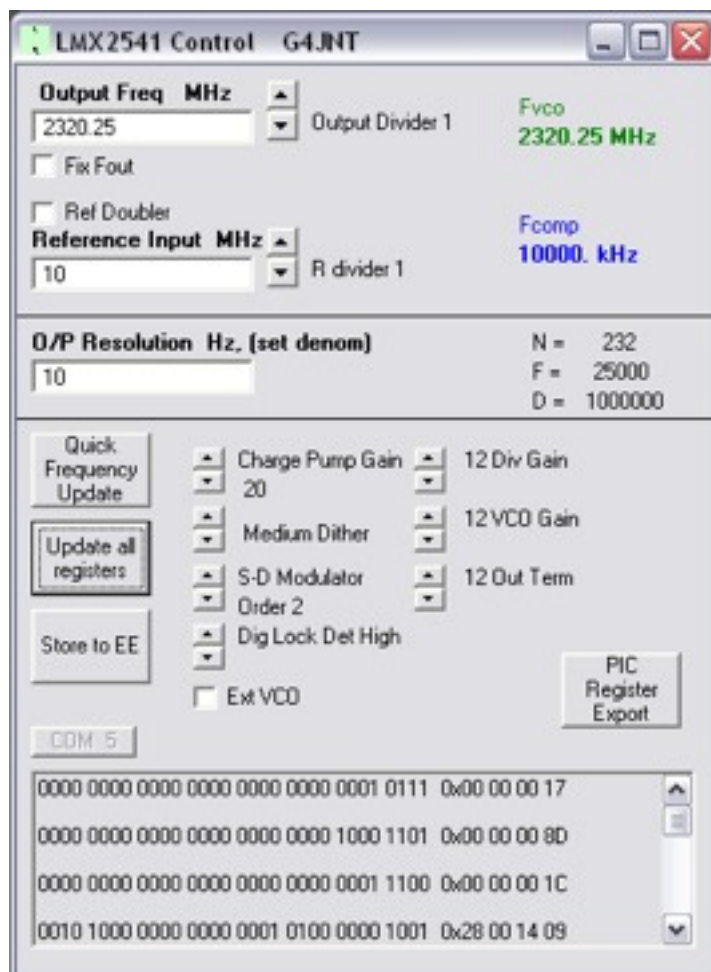 LMX2541 Control G4JNT
Output Freq MHz
2320.25
Output Divider 1
Fvco
2320.25 MHz
Fix Fout
Ref Doubler
Reference Input MHz
10
R divider 1
Fcomp
10000. kHz
O/P Resolution Hz, (set denom)
10
N = 232
F = 25000
D = 1000000
Quick
Frequency
Update
Update all
registers
Store to EE
Charge Pump Gain
20
Medium Dither
S-D Modulator
Order 2
Dig Lock Det High
Ext VCO
12 Div Gain
12 VCO Gain
12 Out Term
PIC
Register
Export
COM 5
0000 0000 0000 0000 0000 0000 0001 0111 0x00 00 00 17
0000 0000 0000 0000 0000 0000 1000 1101 0x00 00 00 8D
0000 0000 0000 0000 0000 0000 0001 1100 0x00 00 00 1C
0010 1000 0000 0000 0001 0100 0000 1001 0x28 00 14 09